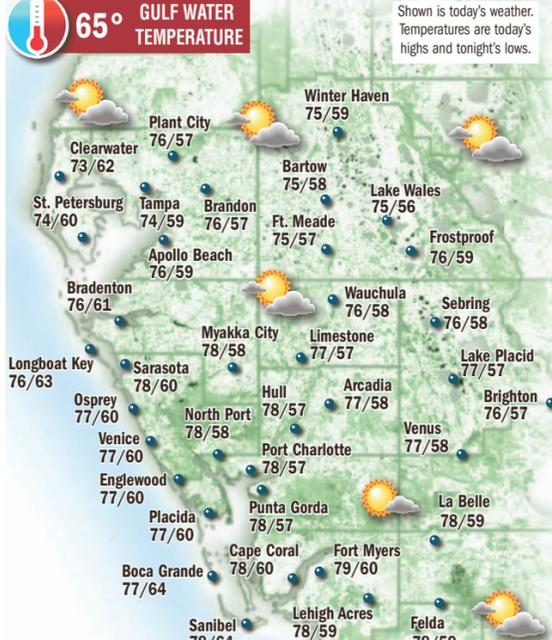 65° GULF WATER
TEMPERATURE
Shown is today's weather.
Temperatures are today's
highs and tonight's lows.
Winter Haven
75/59
Plant City
76/57
Clearwater
73/62
Bartow
75/58
Lake Wales
75/56
St. Petersburg
74/60
Tampa
74/59
Brandon
76/57
Ft. Meade
75/57
Frostproof
76/59
Apollo Beach
76/59
Bradenton
76/61
Wauchula
76/58
Sebring
76/58
Myakka City
78/58
Limestone
77/57
Longboat Key
76/63
Sarasota
78/60
Lake Placid
77/57
Osprey
77/60
Hull
78/57
Arcadia
77/58
Brighton
76/57
North Port
78/58
Venice
77/60
Venus
77/58
Port Charlotte
78/57
Englewood
77/60
Punta Gorda
78/57
La Belle
78/59
Placida
77/60
Cape Coral
78/60
Fort Myers
79/60
Boca Grande
77/64
Lehigh Acres
78/59
Sanibel
Felda